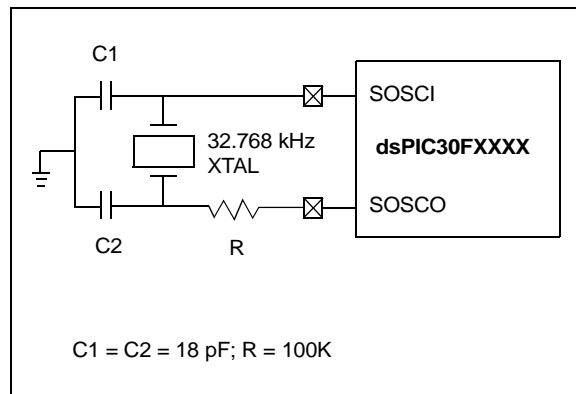 C1
SOSCI
32.768 kHz
XTAL
dsPIC30FXXXX
SOSCO
C2
R
C1 = C2 = 18 pF; R = 100K